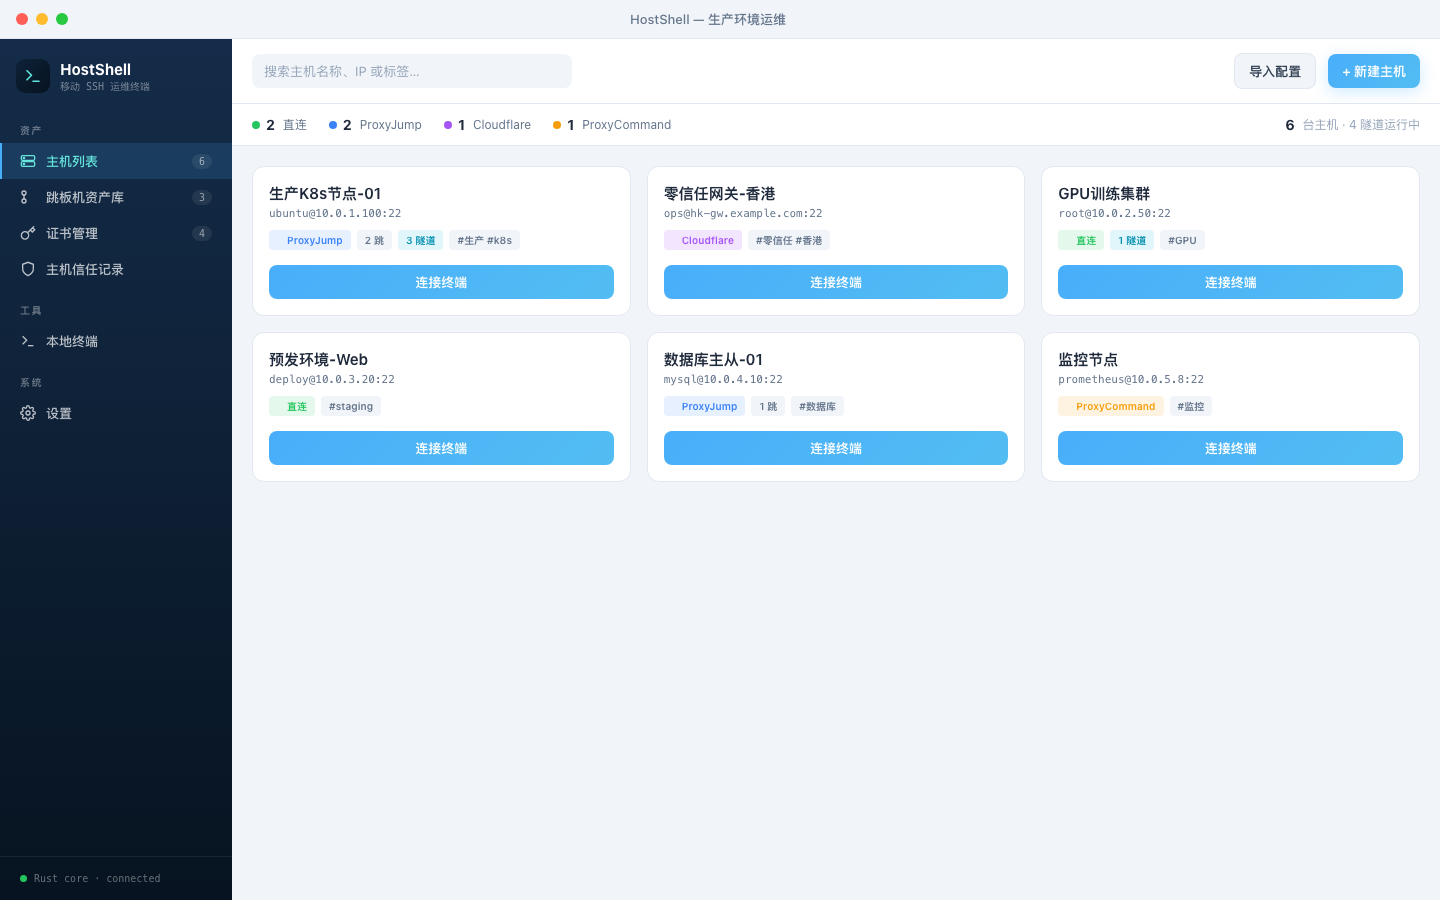 HostShell — 生产环境运维
HostShell
移动 SSH 运维终端
资产
主机列表 6
跳板机资产库 3
证书管理 4
主机信任记录
工具
本地终端
系统
设置
Rust core · connected
搜索主机名称、IP 或标签...
导入配置
+ 新建主机
2 直连 2 ProxyJump 1 Cloudflare 1 ProxyCommand
6 台主机 · 4 隧道运行中
生产K8s节点-01
ubuntu@10.0.1.100:22
ProxyJump 2 跳 3 隧道 #生产 #k8s
连接终端
零信任网关-香港
ops@hk-gw.example.com:22
Cloudflare #零信任 #香港
连接终端
GPU训练集群
root@10.0.2.50:22
直连 1 隧道 #GPU
连接终端
预发环境-Web
deploy@10.0.3.20:22
直连 #staging
连接终端
数据库主从-01
mysql@10.0.4.10:22
ProxyJump 1 跳 #数据库
连接终端
监控节点
prometheus@10.0.5.8:22
ProxyCommand #监控
连接终端